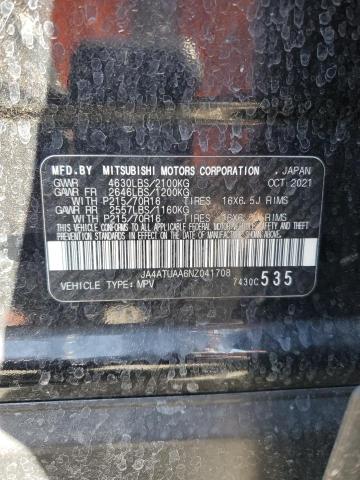 MFD.BY MITSUBISHI MOTORS CORPORATION, JAPAN
GVWR 4630LBS/2100KG OCT 2021
GAWR FR 2646LBS/1200KG
WITH P215/70R16 TIRES 16X6.5J RIMS
GAWR RR 2557LBS/1160KG
WITH P215/70R16 TIRES 16X6.5J RIMS
THIS VEHICLE CONFORMS TO ALL APPLICABLE FEDERAL MOTOR VEHICLE SAFETY AND THEFT PREVENTION STANDARDS IN EFFECT ON THE DATE OF MANUFACTURE SHOWN ABOVE.
JA4ATUAA6NZ041708
VEHICLE TYPE: MPV 7430C 535